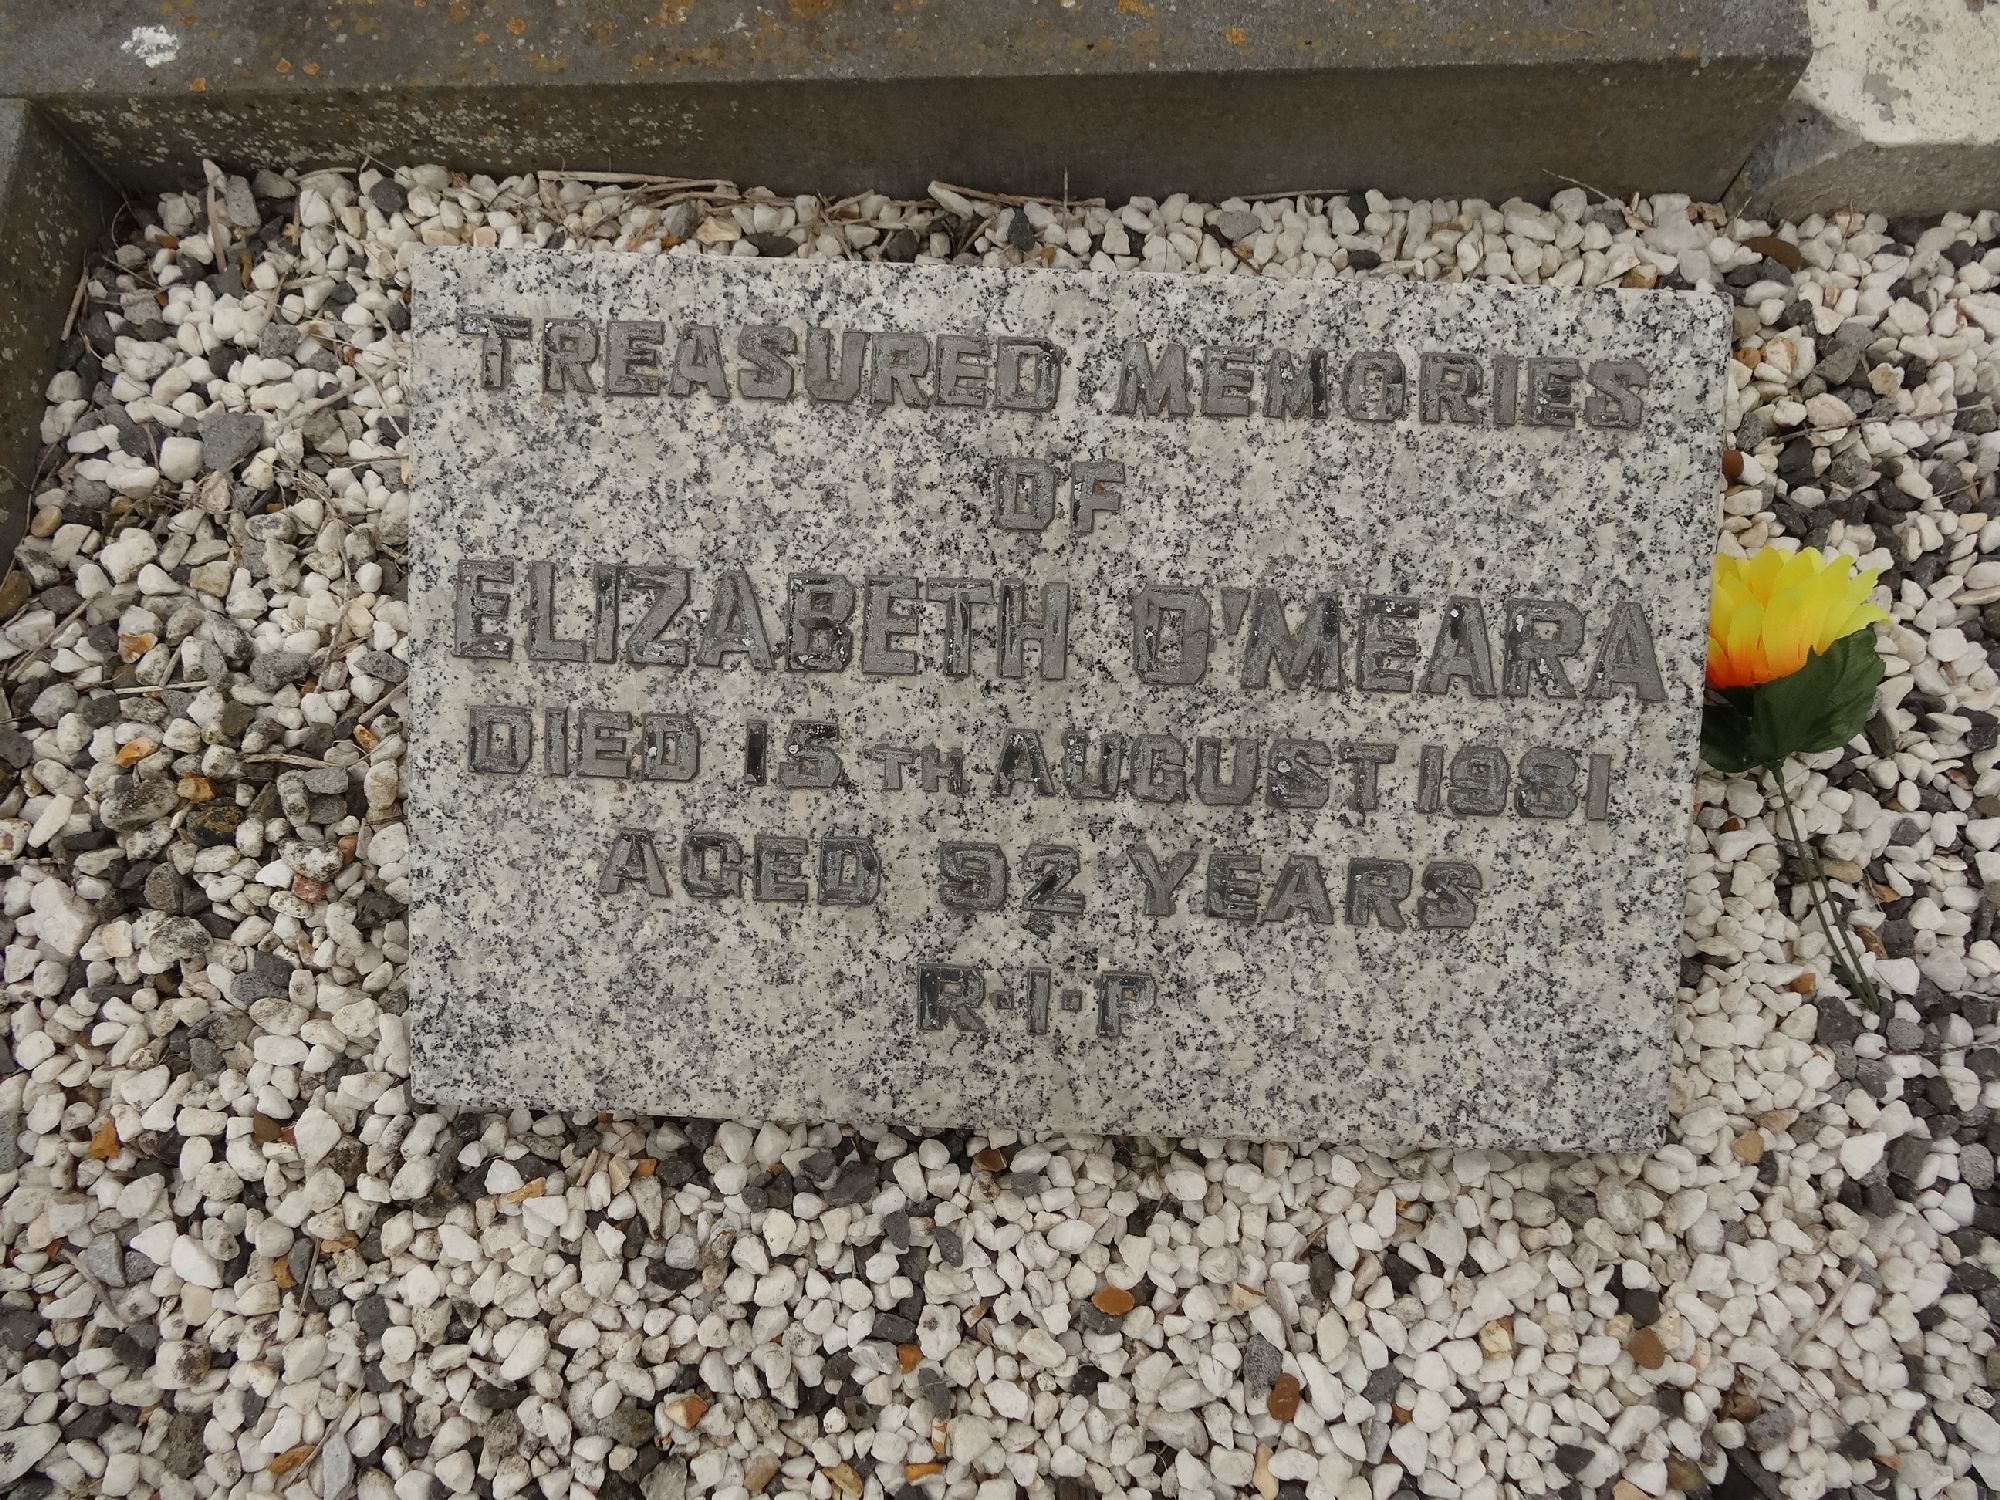 TREASURED MEMORIES
OF
ELIZABETH O'MEARA
DIED 15TH AUGUST 1981
AGED 92 YEARS
R·I·P